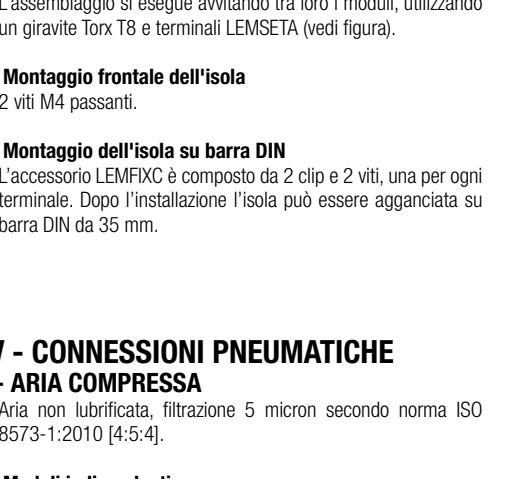 L'assemblaggio si esegue avvitando tra loro i moduli, utilizzando
un giravite Torx T8 e terminali LEMSETA (vedi figura).
Montaggio frontale dell'isola
2 viti M4 passanti.
Montaggio dell'isola su barra DIN
L'accessorio LEMFIXC è composto da 2 clip e 2 viti, una per ogni
terminale. Dopo l'installazione l'isola può essere agganciata su
barra DIN da 35 mm.
- CONNESSIONI PNEUMATICHE
- ARIA COMPRESSA
Aria non lubrificata, filtrazione 5 micron secondo norma ISO
8573-1:2010 [4:5:4].